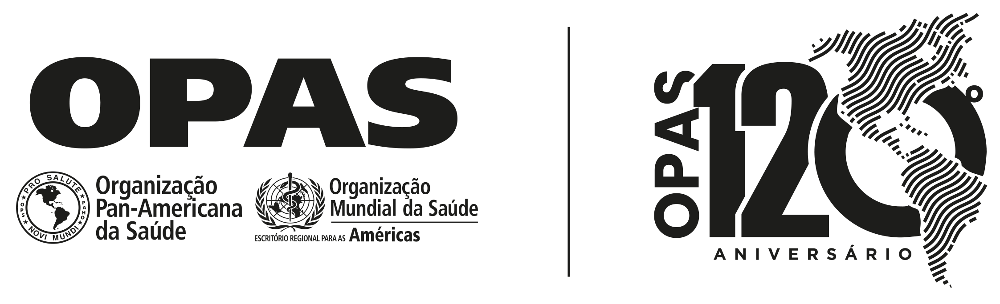 OPAS
PRO SALUTE
OPS
PAHO
NOVI MUNDI
Organização
Pan-Americana
da Saúde
Organização
Mundial da Saúde
ESCRITÓRIO REGIONAL PARA AS Américas
OPAS
120º
ANIVERSÁRIO